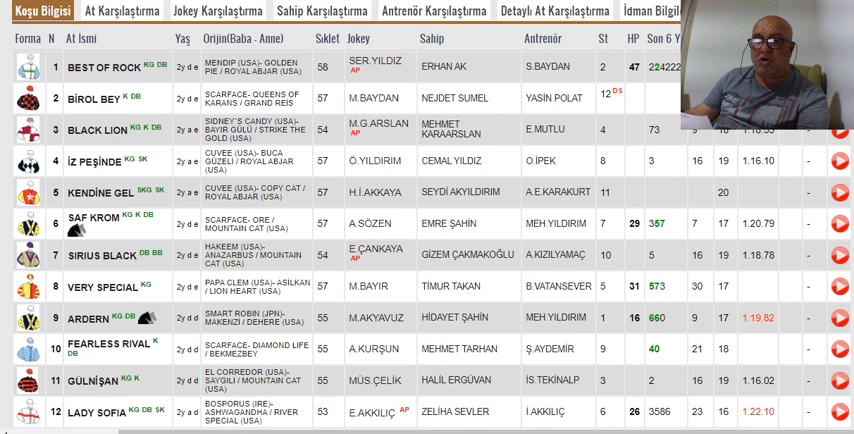 Koşu Bilgisi At Karşılaştırma Jokey Karşılaştırma Sahip Karşılaştırma Antrenör Karşılaştırma Detaylı At Karşılaştırma İdman Bilgile
Forma N At İsmi Yaş Orijin(Baba - Anne) Sıklet Jokey Sahip Antrenör St HP Son 6 Y
1 BEST OF ROCK KG DB 2y d e MENDIP (USA)- GOLDEN PIE / ROYAL ABJAR (USA) 58 SER.YILDIZ AP ERHAN AK S.BAYDAN 2 47 224222
2 BİROL BEY K DB 2y d e SCARFACE- QUEENS OF KARANS / GRAND REİS 57 M.BAYDAN NEJDET SUMEL YASİN POLAT 12 DS
3 BLACK LION KG K DB 2y a e SIDNEY`S CANDY (USA)- BAYIR GÜLÜ / STRIKE THE GOLD (USA) 54 M.G.ARSLAN AP MEHMET KARAARSLAN E.MUTLU 4 73 9 18
4 İZ PEŞİNDE KG SK 2y a e CUVEE (USA)- BUCA GÜZELİ / ROYAL ABJAR (USA) 57 Ö.YILDIRIM CEMAL YILDIZ O.İPEK 8 3 16 19 1.16.10 -
5 KENDİNE GEL SKG SK 2y a e CUVEE (USA)- COPY CAT / ROYAL ABJAR (USA) 57 H.İ.AKKAYA SEYDİ AKYILDIRIM A.E.KARAKURT 11 20 -
6 SAF KROM KG K DB 2y d e SCARFACE- ORE / MOUNTAIN CAT (USA) 57 A.SÖZEN EMRE ŞAHİN MEH.YILDIRIM 7 29 357 7 17 1.20.79 -
7 SIRIUS BLACK DB BB 2y d e HAKEEM (USA)- ANAZARBUS / MOUNTAIN CAT (USA) 54 E.ÇANKAYA AP GİZEM ÇAKMAKOĞLU A.KIZILYAMAÇ 10 5 16 19 1.18.78 -
8 VERY SPECIAL KG 2y a e PAPA CLEM (USA)- ASİLKAN / LION HEART (USA) 57 M.BAYIR TİMUR TAKAN B.VATANSEVER 5 31 573 30 17 -
9 ARDERN KG DB 2y d d SMART ROBIN (JPN)- MAKENZI / DEHERE (USA) 55 M.AKYAVUZ HİDAYET ŞAHİN MEH.YILDIRIM 1 16 660 9 17 1.19.82 -
10 FEARLESS RIVAL K DB 2y d d SCARFACE- DIAMOND LIFE / BEKMEZBEY 55 A.KURŞUN MEHMET TARHAN Ş.AYDEMİR 9 40 21 18 -
11 GÜLNİŞAN KG K 2y d d EL CORREDOR (USA)- SAYGILI / MOUNTAIN CAT (USA) 55 MÜS.ÇELİK HALİL ERGÜVAN İS.TEKİNALP 3 2 16 19 1.16.02 -
12 LADY SOFIA KG DB SK 2y a d BOSPORUS (IRE)- ASHWAGANDHA / RIVER SPECIAL (USA) 53 E.AKKILIÇ AP ZELİHA SEVLER İ.AKKILIÇ 6 26 3586 23 16 1.22.10 -